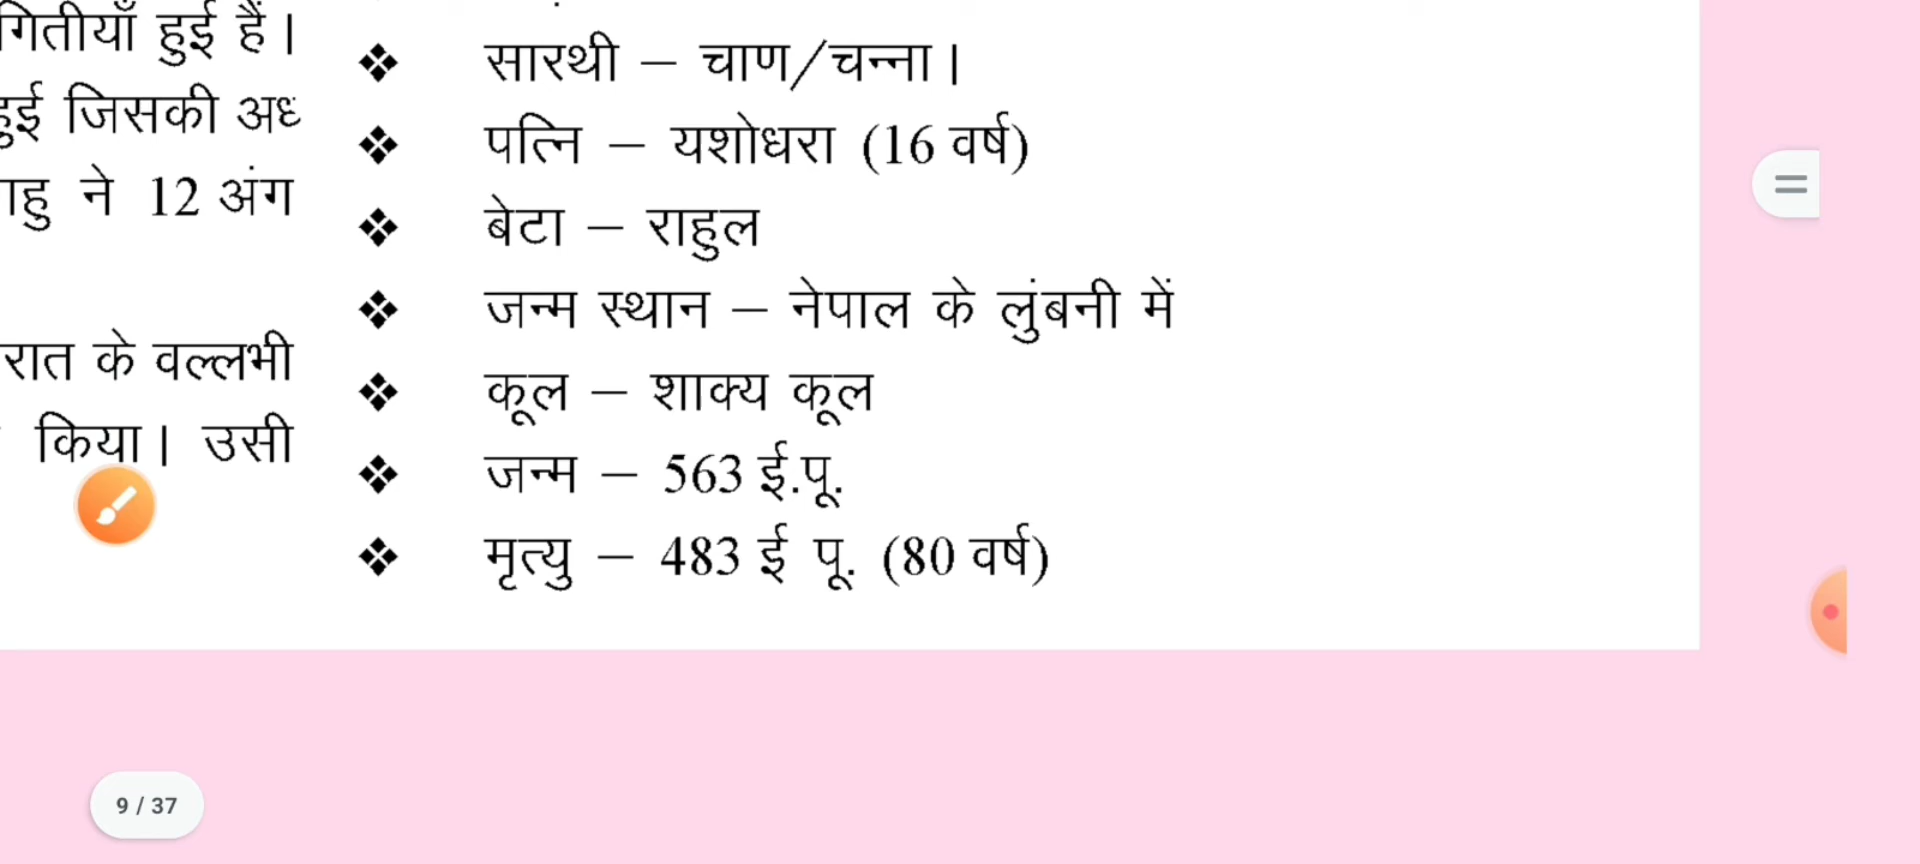 हुई हैं।
हुई जिसकी
ने 12 अंग
के वल्लभी
किया। उसी
❖ सारथी – चाण/चन्ना।
❖ पत्नि – यशोधरा (16 वर्ष)
❖ बेटा – राहुल
❖ जन्म स्थान – नेपाल के लुंबनी में
❖ कूल – शाक्य कूल
❖ जन्म – 563 ई.पू.
❖ मृत्यु – 483 ई पू. (80 वर्ष)
9 / 37